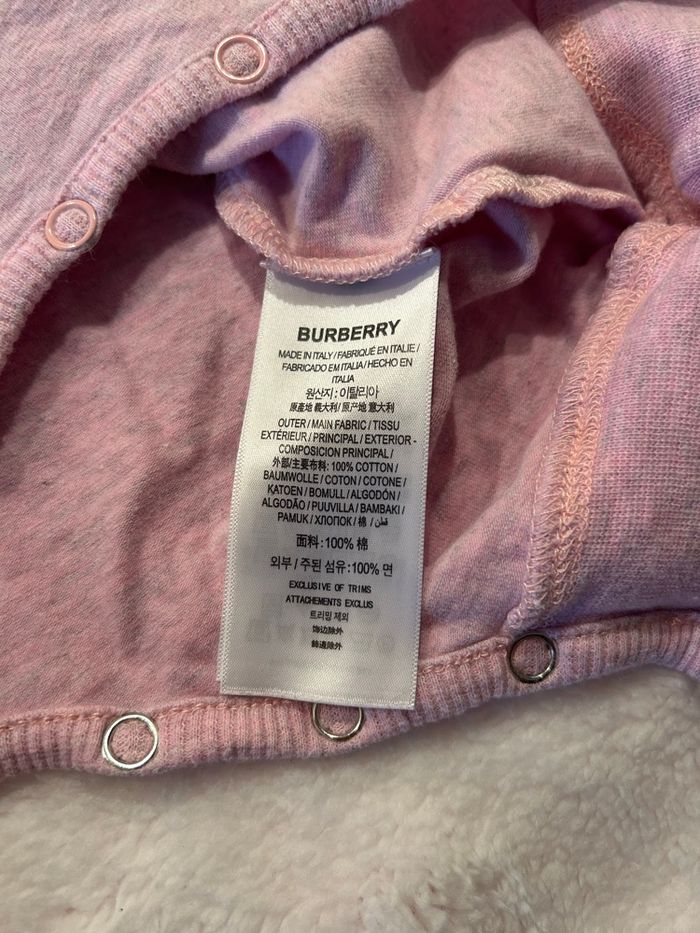 BURBERRY
MADE IN ITALY / FABRIQUÉ EN ITALIE /
FABRICADO EM ITALIA / HECHO EN
ITALIA
원산지 : 이탈리아
原產地 義大利 / 原产地 意大利
OUTER / MAIN FABRIC / TISSU
EXTÉRIEUR / PRINCIPAL / EXTERIOR -
COMPOSICION PRINCIPAL /
外部/主要布料: 100% COTTON /
BAUMWOLLE / COTON / COTONE /
KATOEN / BOMULL / ALGODÓN /
ALGODÃO / PUUVILLA / BAMBAKI /
PAMUK / ХЛОПОК / 棉 / قطن
面料 : 100% 棉
외부 / 주된 섬유 : 100% 면
EXCLUSIVE OF TRIMS
ATTACHEMENTS EXCLUS
트리밍 제외
饰边除外
飾邊除外